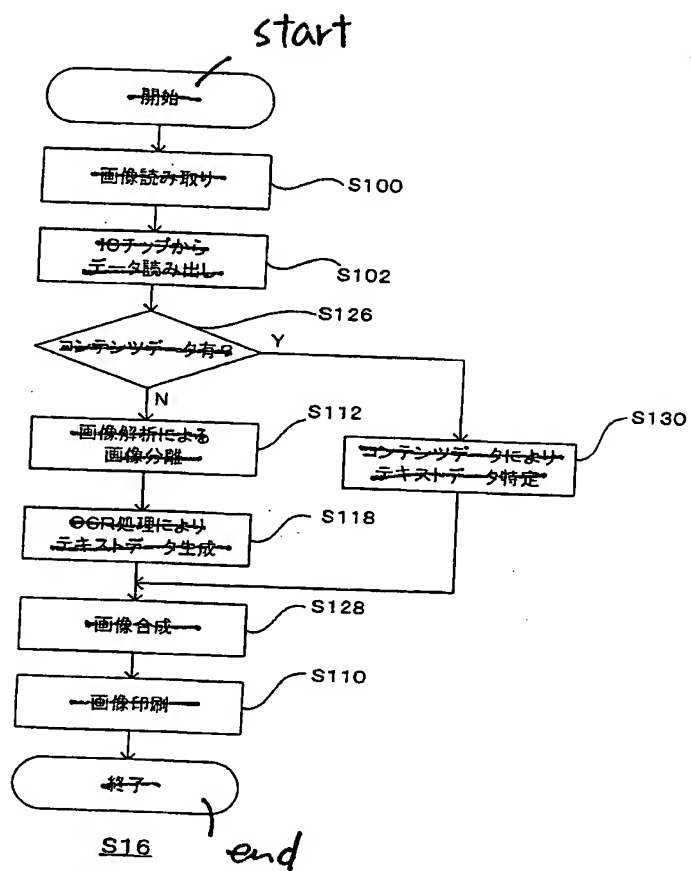 start
開始
画像読み取り
S100
ICチップから
データ読み出し
S102
コンテンツデータ有?
S126
Y
N
画像解析による
画像分離
S112
コンテンツデータにより
テキストデータ特定
S130
OCR処理により
テキストデータ生成
S118
画像合成
S128
画像印刷
S110
終了
S16
end